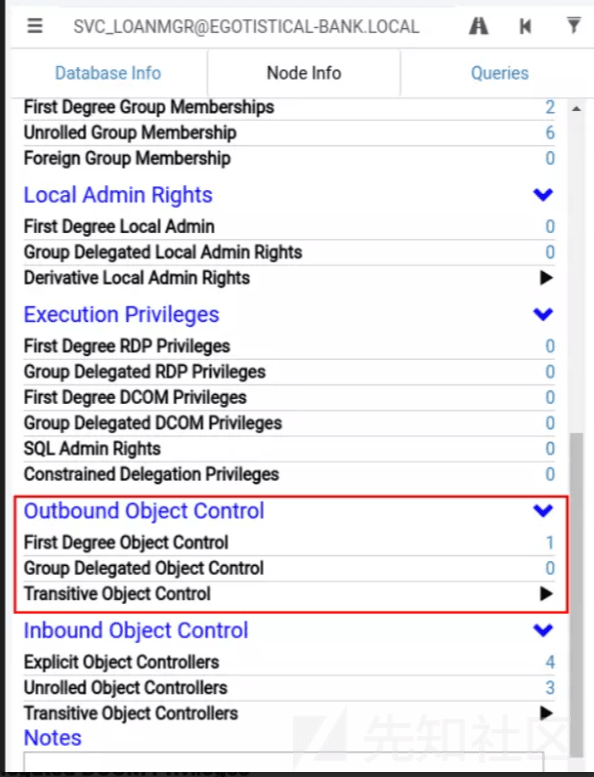 SVC_LOANMGR@EGOTISTICAL-BANK.LOCAL
Database Info Node Info Queries
First Degree Group Memberships 2
Unrolled Group Membership 6
Foreign Group Membership 0
Local Admin Rights
First Degree Local Admin 0
Group Delegated Local Admin Rights 0
Derivative Local Admin Rights
Execution Privileges
First Degree RDP Privileges 0
Group Delegated RDP Privileges 0
First Degree DCOM Privileges 0
Group Delegated DCOM Privileges 0
SQL Admin Rights 0
Constrained Delegation Privileges 0
Outbound Object Control
First Degree Object Control 1
Group Delegated Object Control 0
Transitive Object Control
Inbound Object Control
Explicit Object Controllers 4
Unrolled Object Controllers 3
Transitive Object Controllers
Notes
先知社区